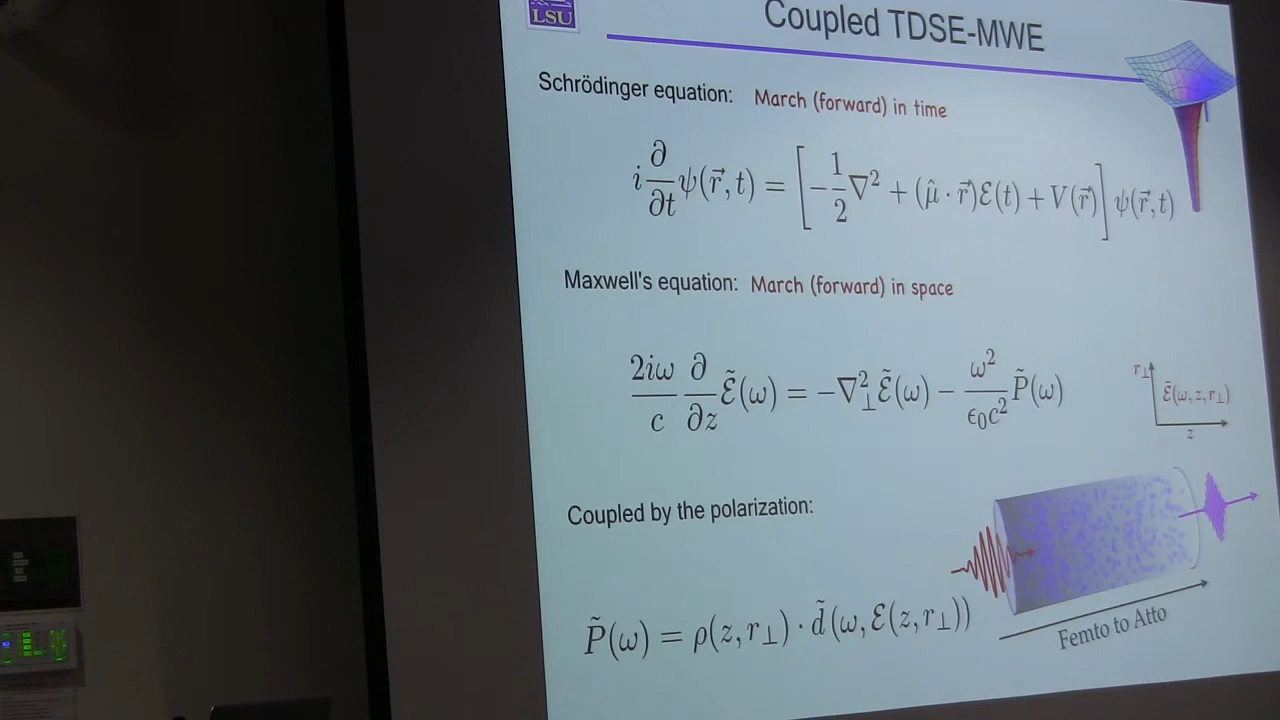 LSU
Coupled TDSE-MWE
Schrödinger equation: March (forward) in time
i ∂/∂t ψ(r⃗, t) = [ -1/2 ∇² + (μ̂ · r⃗)ℰ(t) + V(r⃗) ] ψ(r⃗, t)
Maxwell's equation: March (forward) in space
2iω/c ∂/∂z ℰ̃(ω) = -∇²⊥ ℰ̃(ω) - ω²/ϵ₀c² P̃(ω)
r⊥
ℰ̃(ω, z, r⊥)
z
Coupled by the polarization:
P̃(ω) = ρ(z, r⊥) · d̃(ω, ℰ(z, r⊥))
Femto to Atto